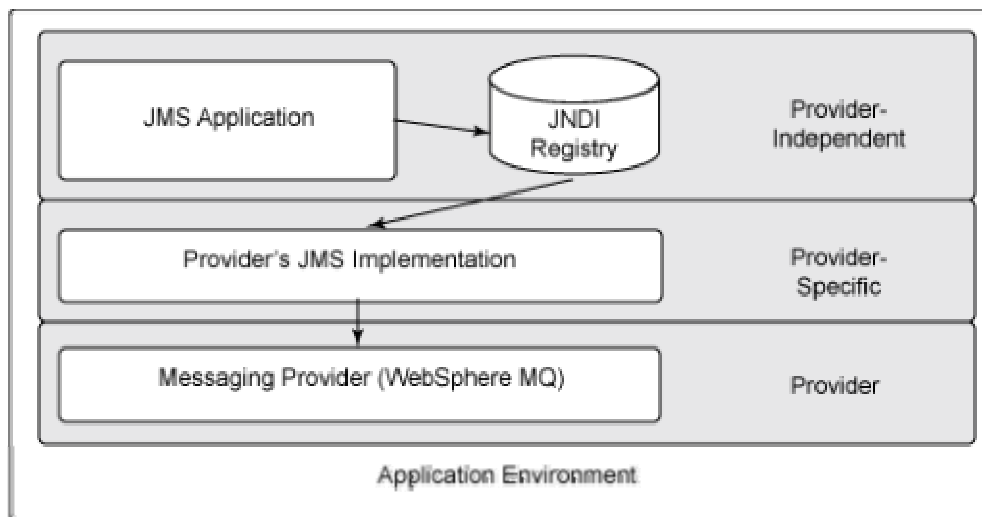 JMS Application
JNDI
Registry
Provider-
Independent
Provider's JMS Implementation
Provider-
Specific
Messaging Provider (WebSphere MQ)
Provider
Application Environment